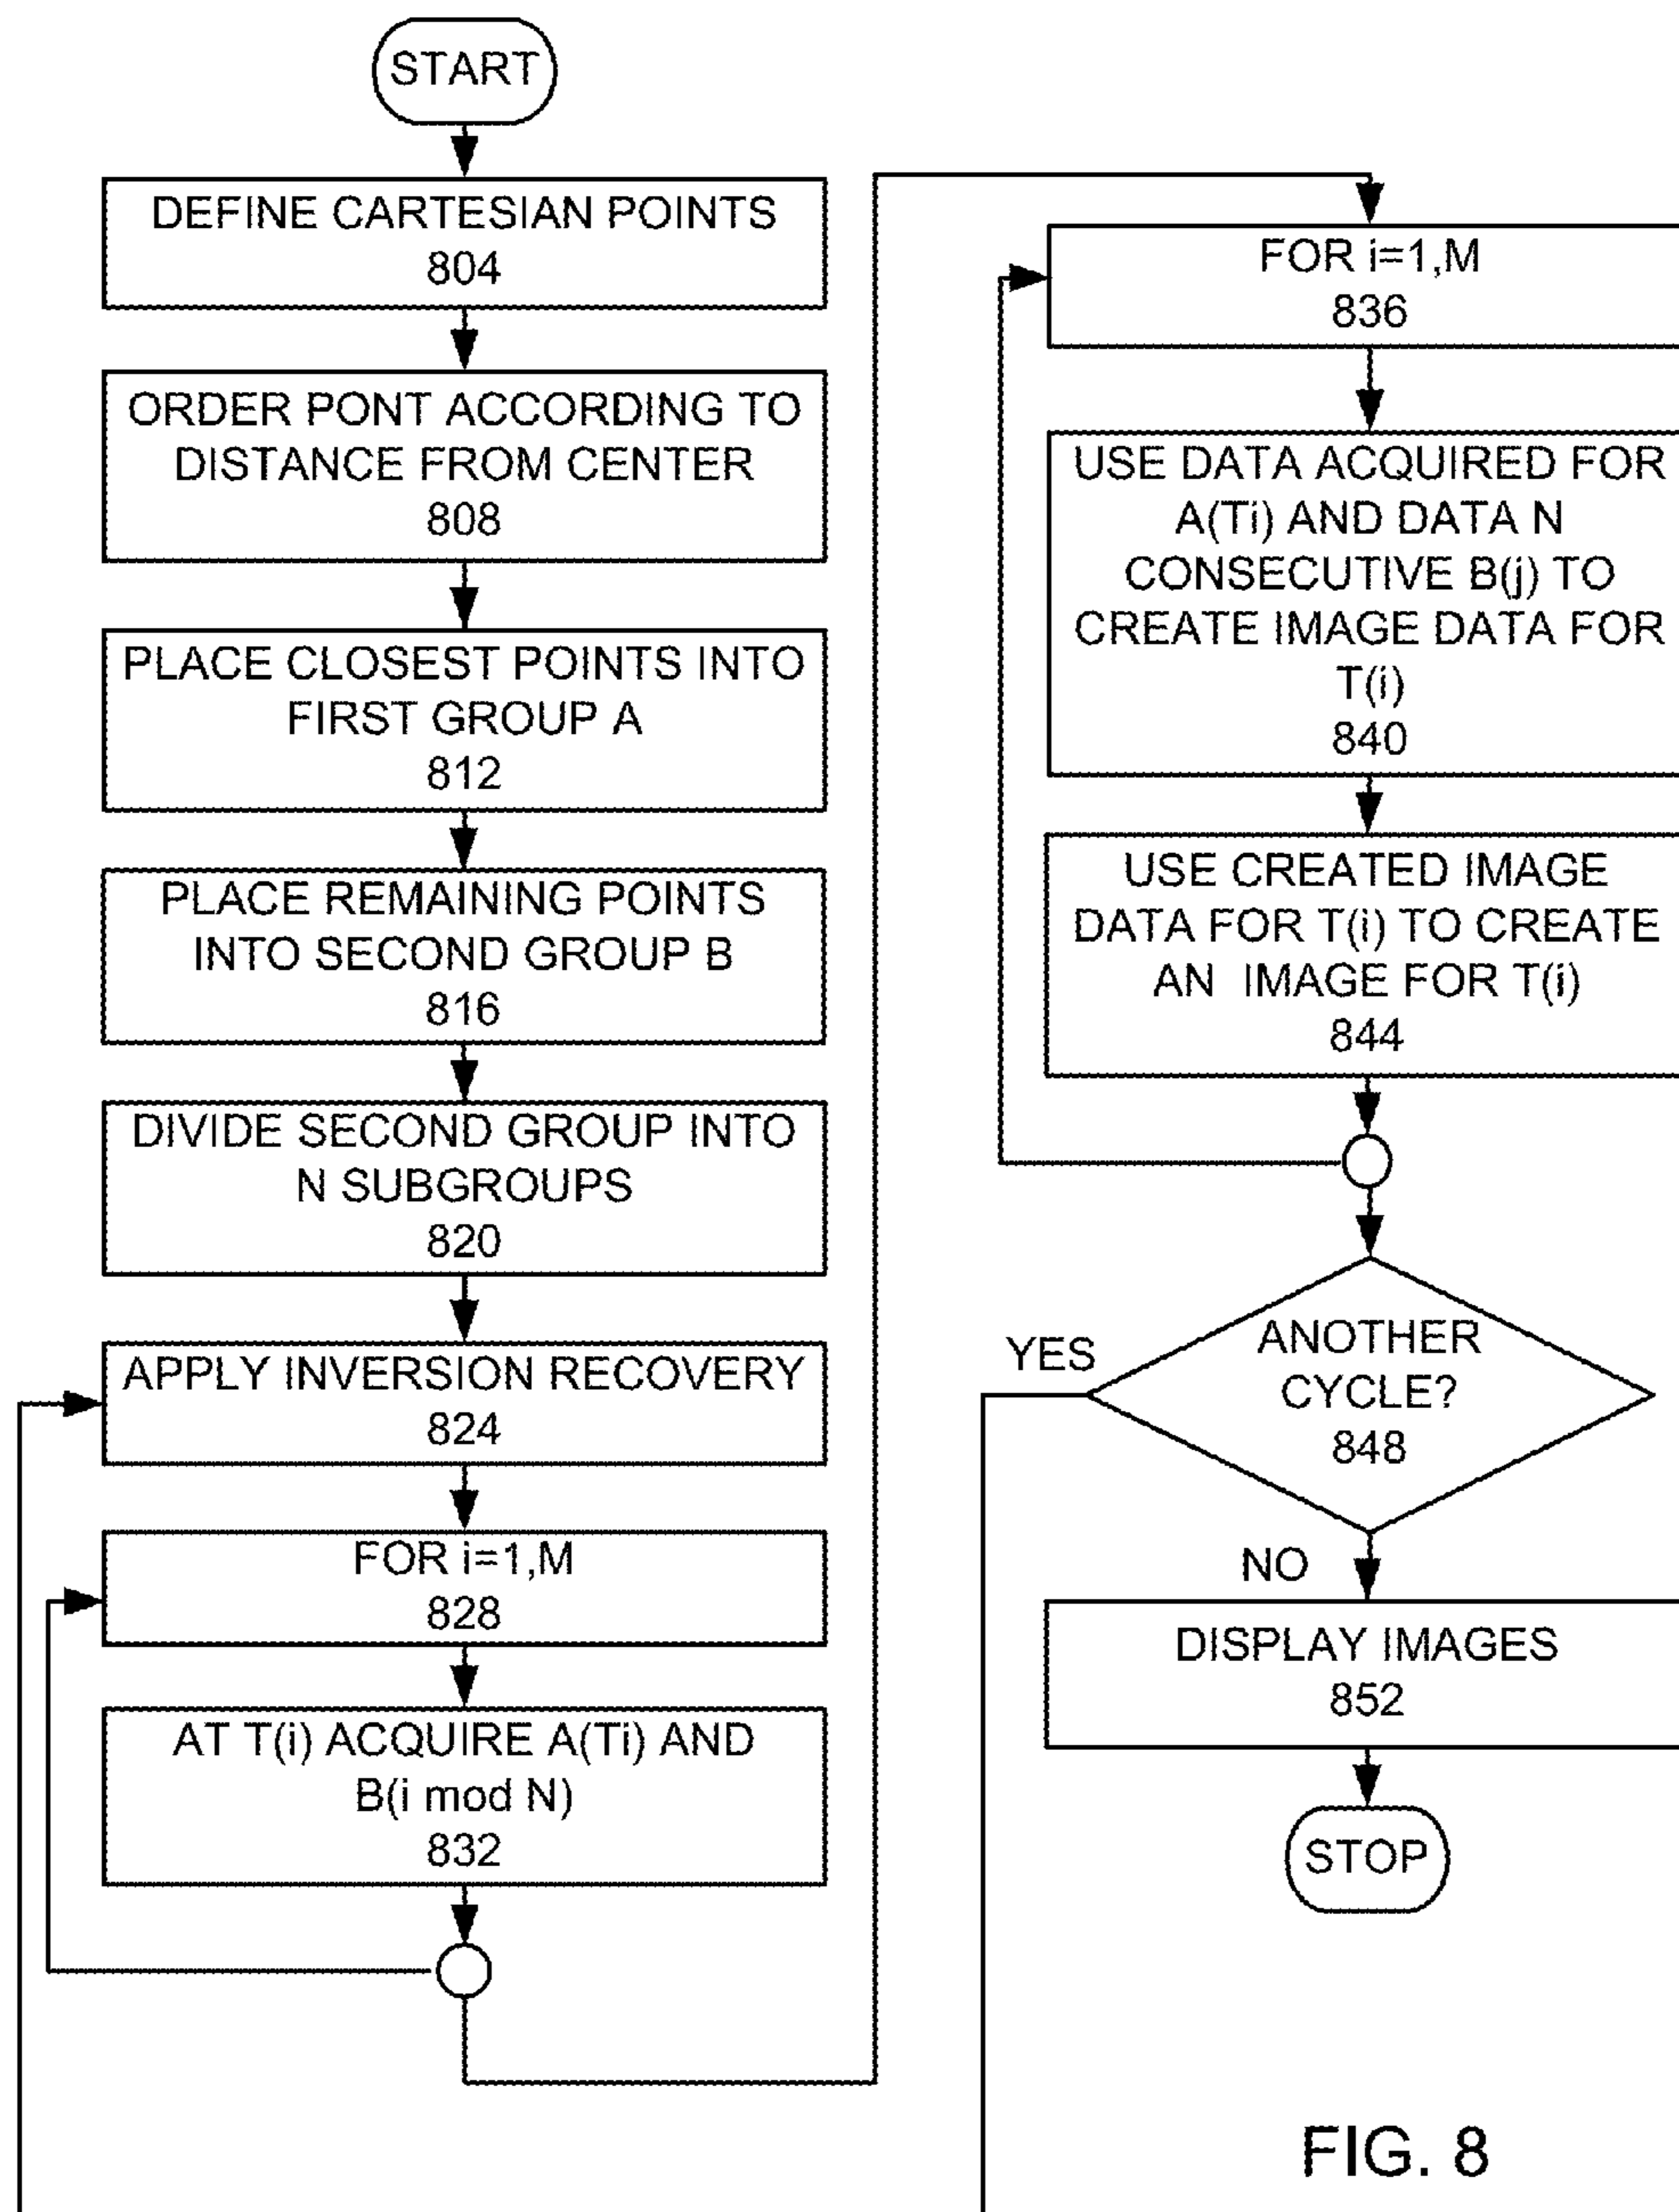 START
DEFINE CARTESIAN POINTS
804
ORDER PONT ACCORDING TO
DISTANCE FROM CENTER
808
PLACE CLOSEST POINTS INTO
FIRST GROUP A
812
PLACE REMAINING POINTS
INTO SECOND GROUP B
816
DIVIDE SECOND GROUP INTO
N SUBGROUPS
820
APPLY INVERSION RECOVERY
824
FOR i=1,M
828
AT T(i) ACQUIRE A(Ti) AND
B(i mod N)
832
FOR i=1,M
836
USE DATA ACQUIRED FOR
A(Ti) AND DATA N
CONSECUTIVE B(j) TO
CREATE IMAGE DATA FOR
T(i)
840
USE CREATED IMAGE
DATA FOR T(i) TO CREATE
AN IMAGE FOR T(i)
844
ANOTHER
CYCLE?
848
YES
NO
DISPLAY IMAGES
852
STOP
FIG. 8